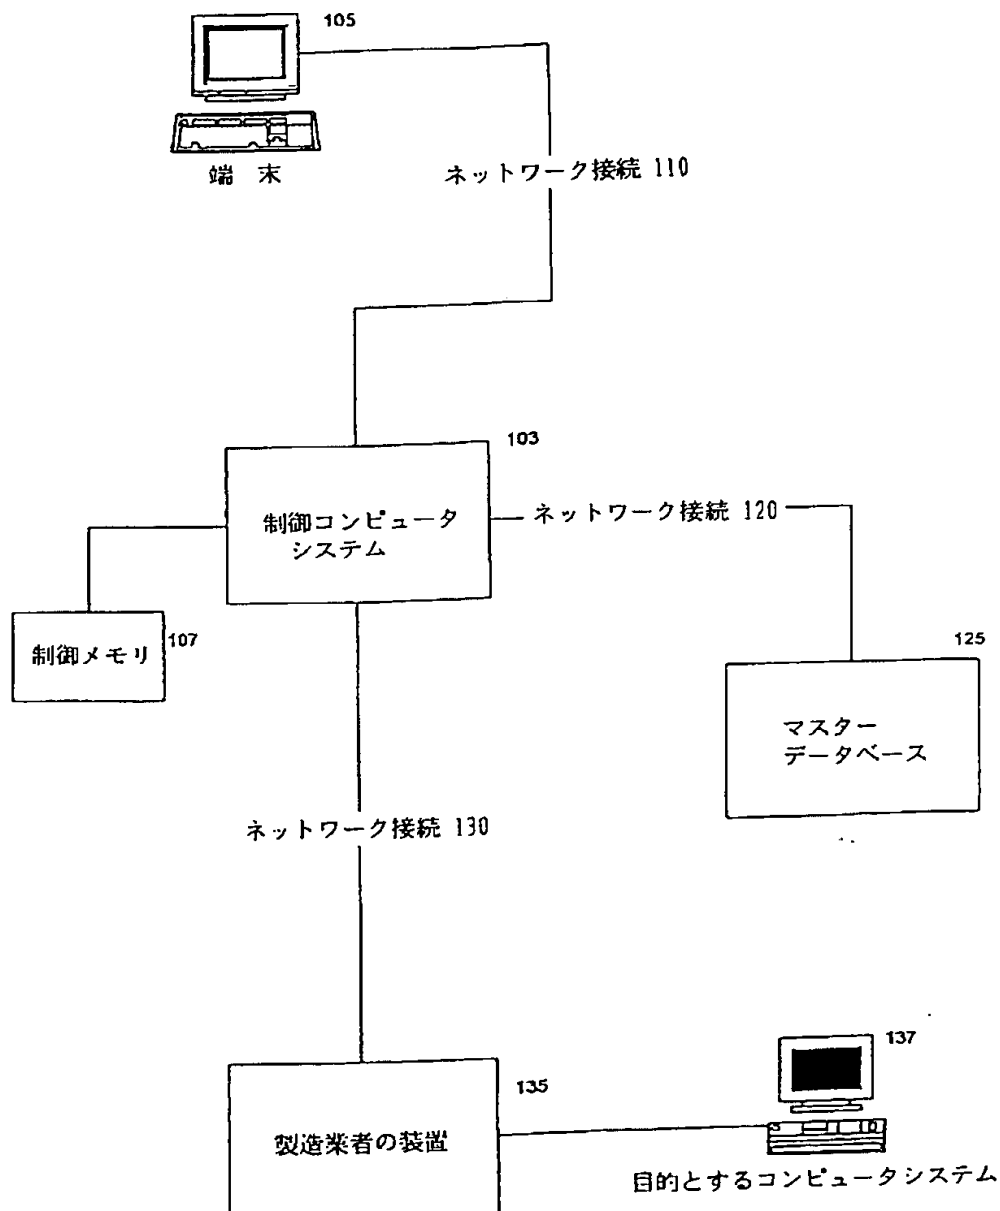 105
端 末
ネットワーク接続 110
103
制御コンピュータ
システム
ネットワーク接続 120
制御メモリ
107
125
マスター
データベース
ネットワーク接続 130
137
135
製造業者の装置
目的とするコンピュータシステム